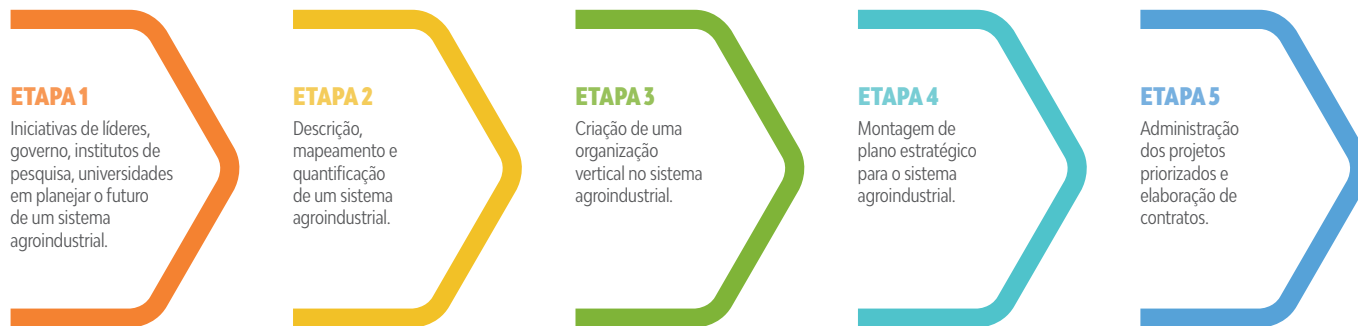 ETAPA 1
Iniciativas de líderes,
governo, institutos de
pesquisa, universidades
em planejar o futuro
de um sistema
agroindustrial.
ETAPA 2
Descrição,
mapeamento e
quantificação
de um sistema
agroindustrial.
ETAPA 3
Criação de uma
organização
vertical no sistema
agroindustrial.
ETAPA 4
Montagem de
plano estratégico
para o sistema
agroindustrial.
ETAPA 5
Administração
dos projetos
priorizados e
elaboração de
contratos.